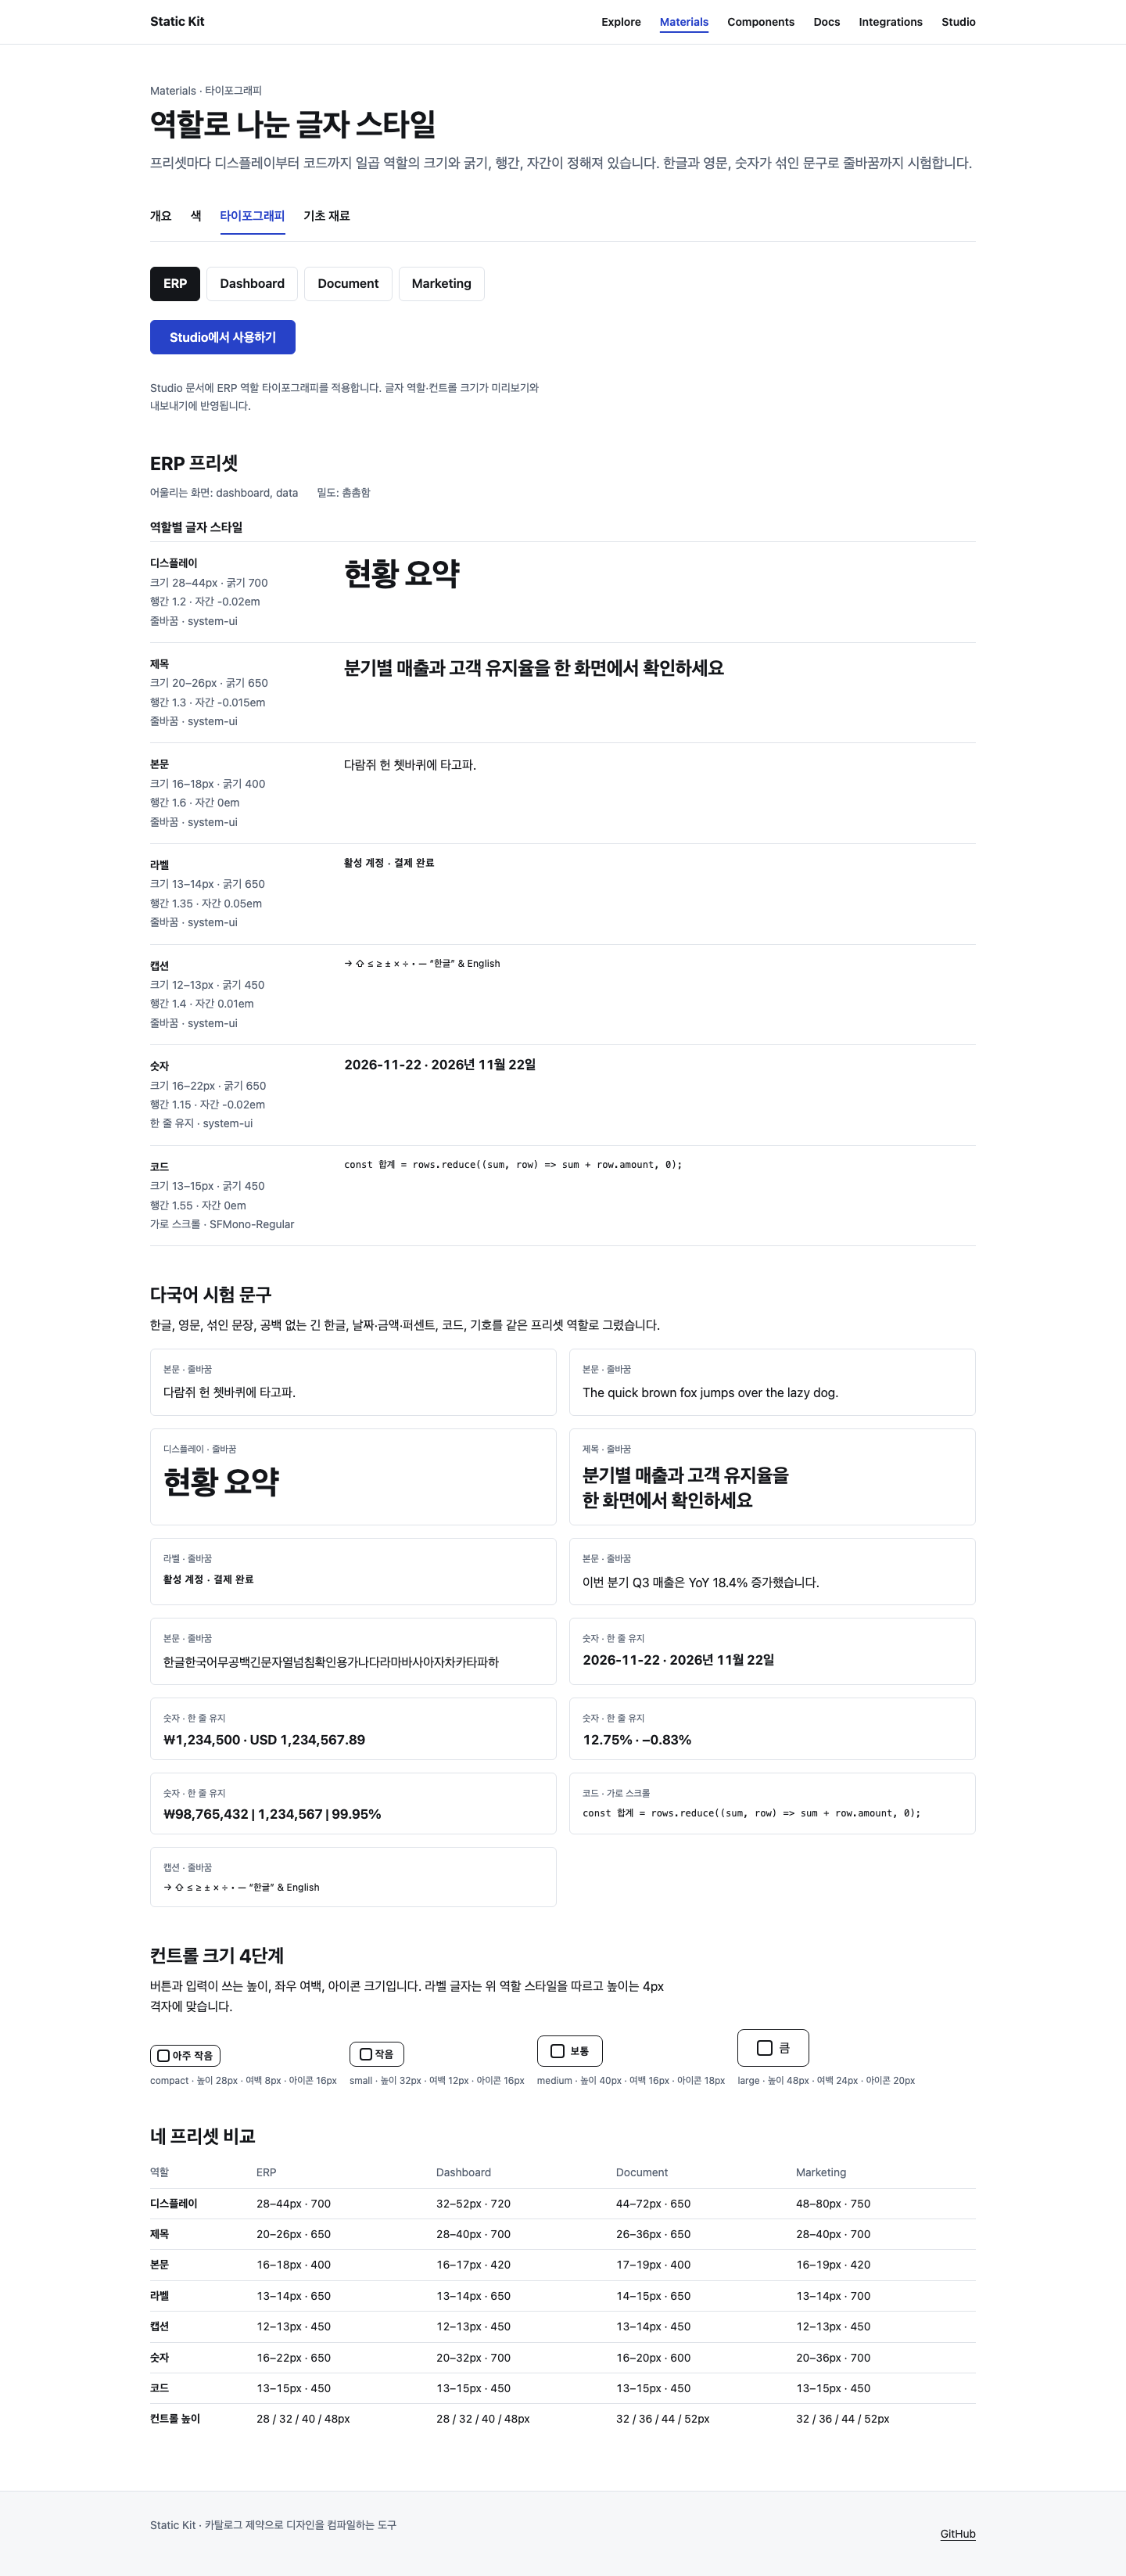 Static Kit
Explore Materials Components Docs Integrations Studio
Materials · 타이포그래피
역할로 나눈 글자 스타일
프리셋마다 디스플레이부터 코드까지 일곱 역할의 크기와 굵기, 행간, 자간이 정해져 있습니다. 한글과 영문, 숫자가 섞인 문구로 줄바꿈까지 시험합니다.
개요 색 타이포그래피 기초 재료
ERP Dashboard Document Marketing
Studio에서 사용하기
Studio 문서에 ERP 역할 타이포그래피를 적용합니다. 글자 역할·컨트롤 크기가 미리보기와
내보내기에 반영됩니다.
ERP 프리셋
어울리는 화면: dashboard, data 밀도: 촘촘함
역할별 글자 스타일
디스플레이
크기 28–44px · 굵기 700
행간 1.2 · 자간 -0.02em
줄바꿈 · system-ui
현황 요약
제목
크기 20–26px · 굵기 650
행간 1.3 · 자간 -0.015em
줄바꿈 · system-ui
분기별 매출과 고객 유지율을 한 화면에서 확인하세요
본문
크기 16–18px · 굵기 400
행간 1.6 · 자간 0em
줄바꿈 · system-ui
다람쥐 헌 쳇바퀴에 타고파.
라벨
크기 13–14px · 굵기 650
행간 1.35 · 자간 0.05em
줄바꿈 · system-ui
활성 계정 · 결제 완료
캡션
크기 12–13px · 굵기 450
행간 1.4 · 자간 0.01em
줄바꿈 · system-ui
→ ⇧ ≤ ≥ ± × ÷ • — “한글” & English
숫자
크기 16–22px · 굵기 650
행간 1.15 · 자간 -0.02em
한 줄 유지 · system-ui
2026-11-22 · 2026년 11월 22일
코드
크기 13–15px · 굵기 450
행간 1.55 · 자간 0em
가로 스크롤 · SFMono-Regular
const 합계 = rows.reduce((sum, row) => sum + row.amount, 0);
다국어 시험 문구
한글, 영문, 섞인 문장, 공백 없는 긴 한글, 날짜·금액·퍼센트, 코드, 기호를 같은 프리셋 역할로 그렸습니다.
본문 · 줄바꿈
다람쥐 헌 쳇바퀴에 타고파.
본문 · 줄바꿈
The quick brown fox jumps over the lazy dog.
디스플레이 · 줄바꿈
현황 요약
제목 · 줄바꿈
분기별 매출과 고객 유지율을
한 화면에서 확인하세요
라벨 · 줄바꿈
활성 계정 · 결제 완료
본문 · 줄바꿈
이번 분기 Q3 매출은 YoY 18.4% 증가했습니다.
본문 · 줄바꿈
한글한국어무공백긴문자열넘침확인용가나다라마바사아자차카타파하
숫자 · 한 줄 유지
2026-11-22 · 2026년 11월 22일
숫자 · 한 줄 유지
₩1,234,500 · USD 1,234,567.89
숫자 · 한 줄 유지
12.75% · −0.83%
숫자 · 한 줄 유지
₩98,765,432 | 1,234,567 | 99.95%
코드 · 가로 스크롤
const 합계 = rows.reduce((sum, row) => sum + row.amount, 0);
캡션 · 줄바꿈
→ ⇧ ≤ ≥ ± × ÷ • — “한글” & English
컨트롤 크기 4단계
버튼과 입력이 쓰는 높이, 좌우 여백, 아이콘 크기입니다. 라벨 글자는 위 역할 스타일을 따르고 높이는 4px
격자에 맞습니다.
아주 작음 작음 보통 큼
compact · 높이 28px · 여백 8px · 아이콘 16px small · 높이 32px · 여백 12px · 아이콘 16px medium · 높이 40px · 여백 16px · 아이콘 18px large · 높이 48px · 여백 24px · 아이콘 20px
네 프리셋 비교
역할 ERP Dashboard Document Marketing
디스플레이 28–44px · 700 32–52px · 720 44–72px · 650 48–80px · 750
제목 20–26px · 650 28–40px · 700 26–36px · 650 28–40px · 700
본문 16–18px · 400 16–17px · 420 17–19px · 400 16–19px · 420
라벨 13–14px · 650 13–14px · 650 14–15px · 650 13–14px · 700
캡션 12–13px · 450 12–13px · 450 13–14px · 450 12–13px · 450
숫자 16–22px · 650 20–32px · 700 16–20px · 600 20–36px · 700
코드 13–15px · 450 13–15px · 450 13–15px · 450 13–15px · 450
컨트롤 높이 28 / 32 / 40 / 48px 28 / 32 / 40 / 48px 32 / 36 / 44 / 52px 32 / 36 / 44 / 52px
Static Kit · 카탈로그 제약으로 디자인을 컴파일하는 도구
GitHub